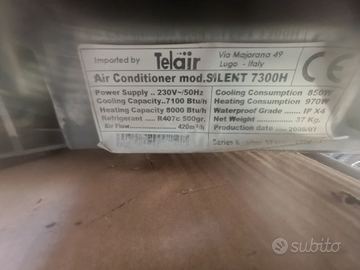 Imported by Telair Via Majorana 49
Lugo - Italy
CE
Air Conditioner mod.SILENT 7300H
Power Supply .. 230V~/50Hz Cooling Consumption 850W
Cooling Capacity..7100 Btu/h Heating Consumption 970W
Heating Capacity 8000 Btu/h Waterproof Grade.... IP X4
Refrigerant .... R407c 500gr. Weight .... 37 Kg.
Air Flow 420m³/h Production date
subito